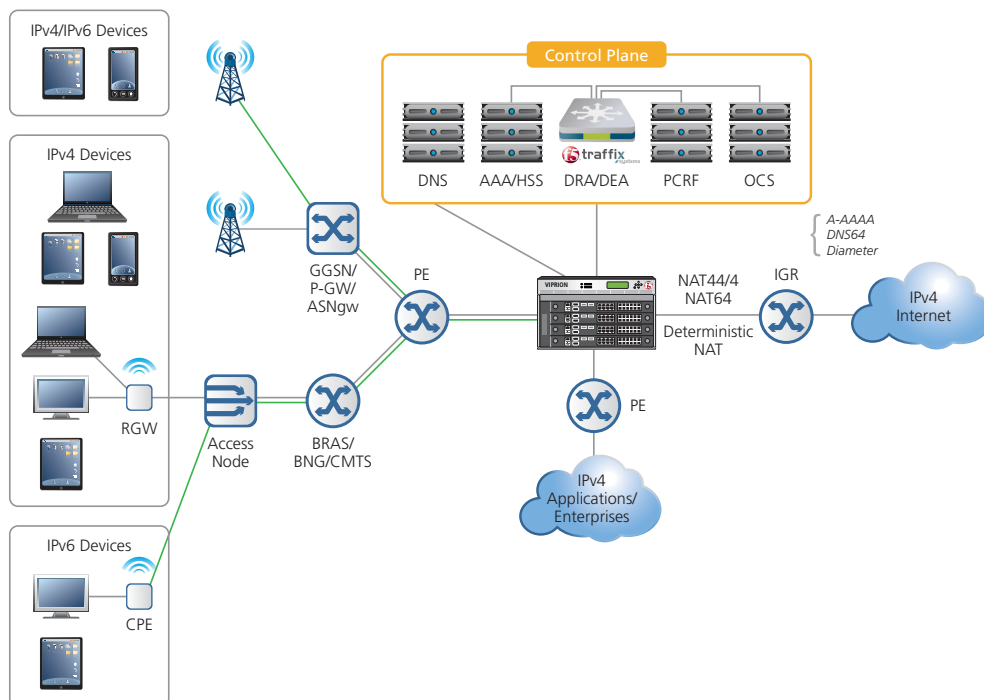 IPv4/IPv6 Devices
Control Plane
IPv4 Devices
f5 traffix
systems
DNS
AAA/HSS
DRA/DEA
PCRF
OCS
A-AAAA
DNS64
Diameter
GGSN/
P-GW/
ASNgw
PE
VIPRION
NAT44/4
NAT64
IGR
IPv4
Internet
Deterministic
NAT
RGW
Access
Node
BRAS/
BNG/CMTS
PE
IPv4
Applications/
Enterprises
IPv6 Devices
CPE